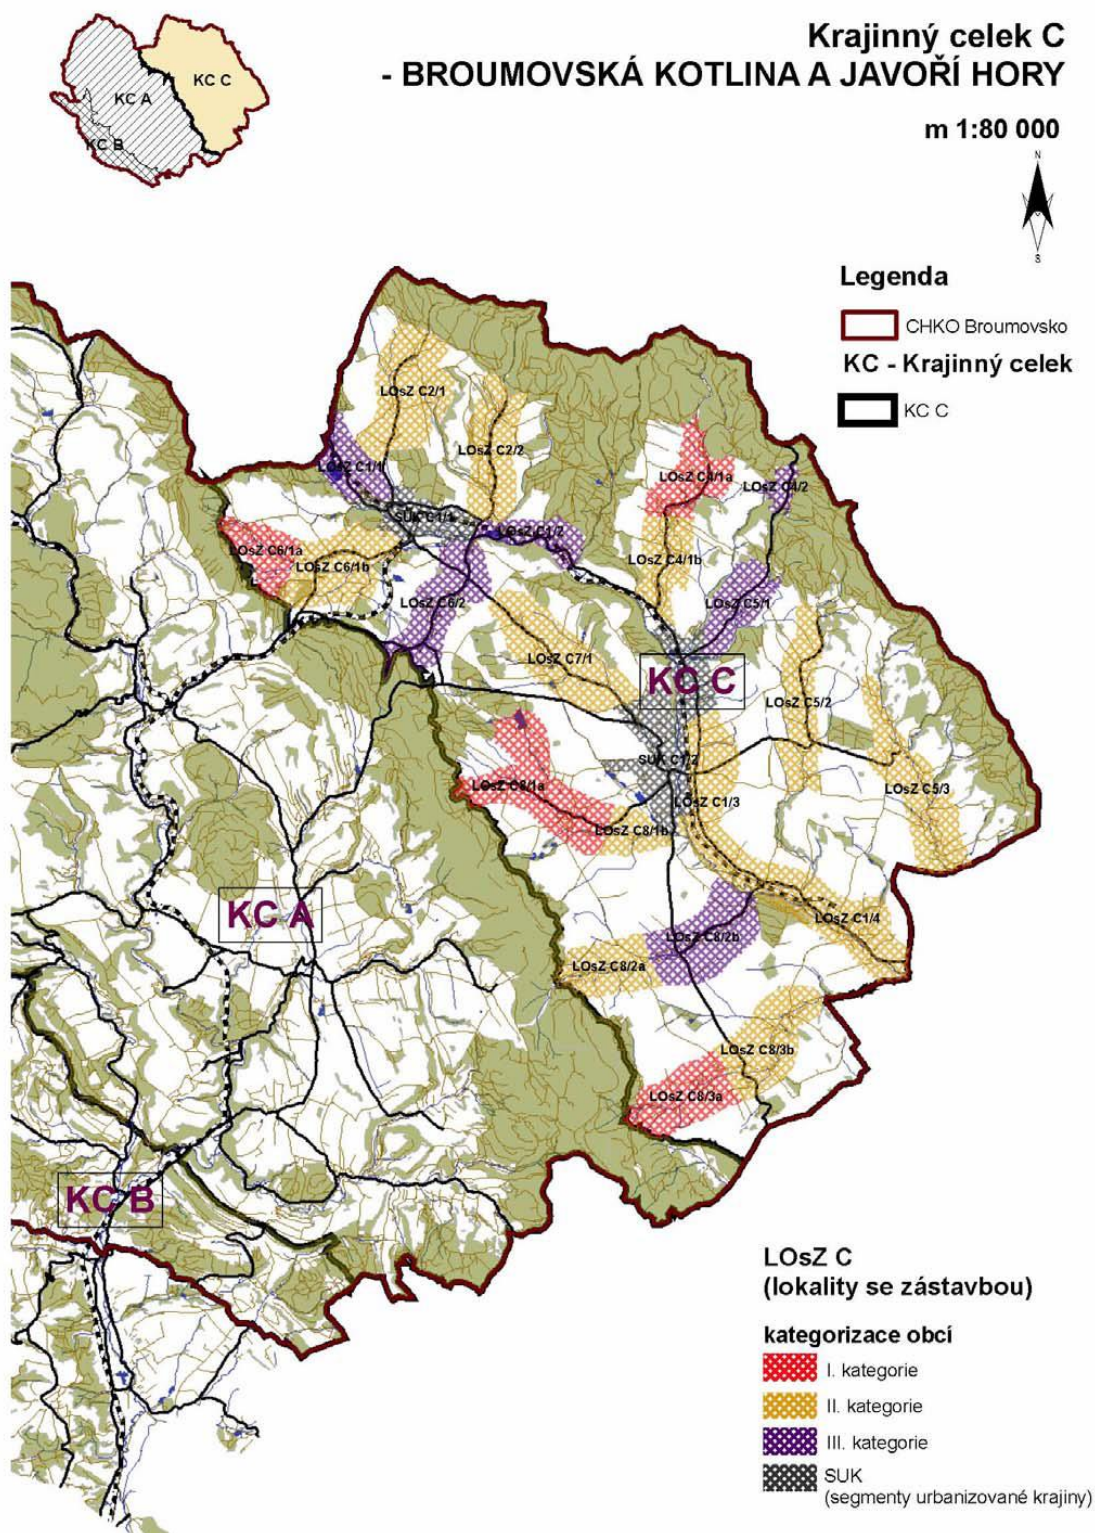 Krajinný celek C
- BROUMOVSKÁ KOTLINA A JAVOŘÍ HORY
m 1:80 000
KC C
KC A
KC B
N
S
Legenda
CHKO Broumovsko
KC - Krajinný celek
KC C
LOsZ C2/1
LOsZ C2/2
LOsZ C1/1
LOsZ C4/1a
LOsZ C4/2
SUK C1/1
LOsZ C1/2
LOsZ C6/1a
LOsZ C6/1b
LOsZ C4/1b
LOsZ C6/2
LOsZ C5/1
LOsZ C7/1
KC C
LOsZ C5/2
SUK C1/2
LOsZ C8/1a
LOsZ C5/3
LOsZ C1/3
LOsZ C8/1b
KC A
LOsZ C1/4
LOsZ C8/2b
LOsZ C8/2a
LOsZ C8/3b
LOsZ C8/3a
KC B
LOsZ C
(lokality se zástavbou)
kategorizace obcí
I. kategorie
II. kategorie
III. kategorie
SUK
(segmenty urbanizované krajiny)